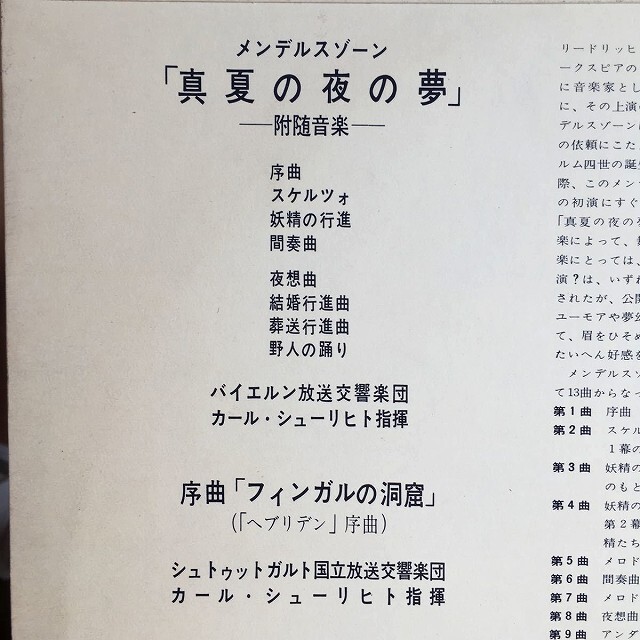 メンデルスゾーン
「真夏の夜の夢」
―附随音楽―
序曲
スケルツォ
妖精の行進
間奏曲
夜想曲
結婚行進曲
葬送行進曲
野人の踊り
バイエルン放送交響楽団
カール・シューリヒト指揮
序曲「フィンガルの洞窟」
(「ヘブリデン」序曲)
シュトゥットガルト国立放送交響楽団
カール・シューリヒト指揮
リードリッヒ
ークスピアの
に音楽家とし
に、その上演
デルスゾーン
の依頼にこた
ルム四世の誕
際、このメン
の初演にすぐ
「真夏の夜の
楽によって、
楽にとっては、
演?は、いずれ
されたが、公開
ユーモアや夢幻
て、眉をひそめ
たいへん好感を
メンデルスゾ
て13曲からなっ
第1曲 序曲
第2曲 スケル
1幕の
第3曲 妖精の
のもと
第4曲 妖精の
第2幕
精たち
第5曲 メロド
第6曲 間奏曲
第7曲 メロド
第8曲 夜想曲
第9曲 アンダ